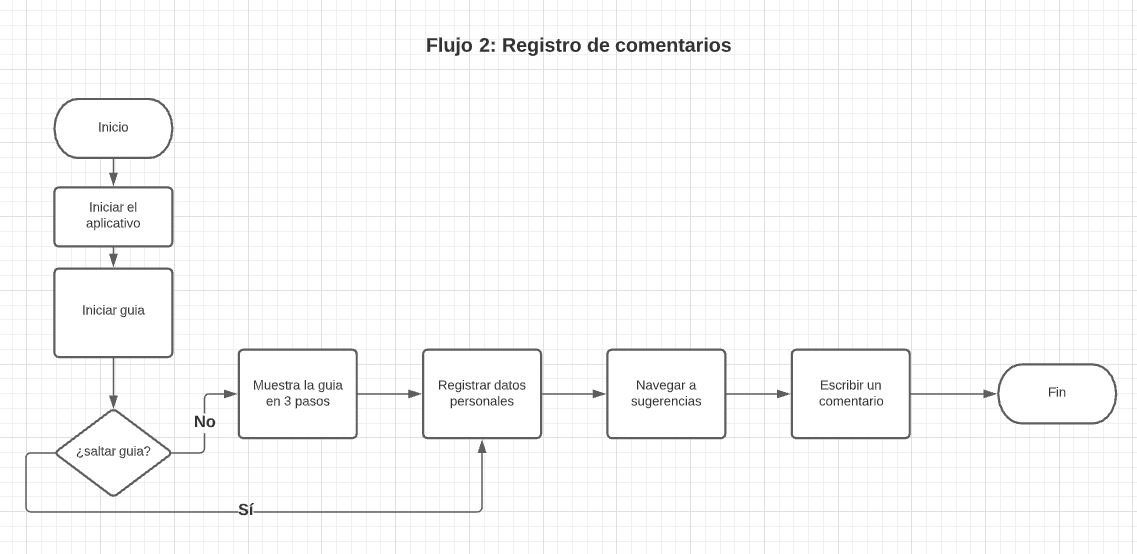 Flujo 2: Registro de comentarios
Inicio
Iniciar el
aplicativo
Iniciar guia
¿saltar guia?
No
Sí
Muestra la guia
en 3 pasos
Registrar datos
personales
Navegar a
sugerencias
Escribir un
comentario
Fin